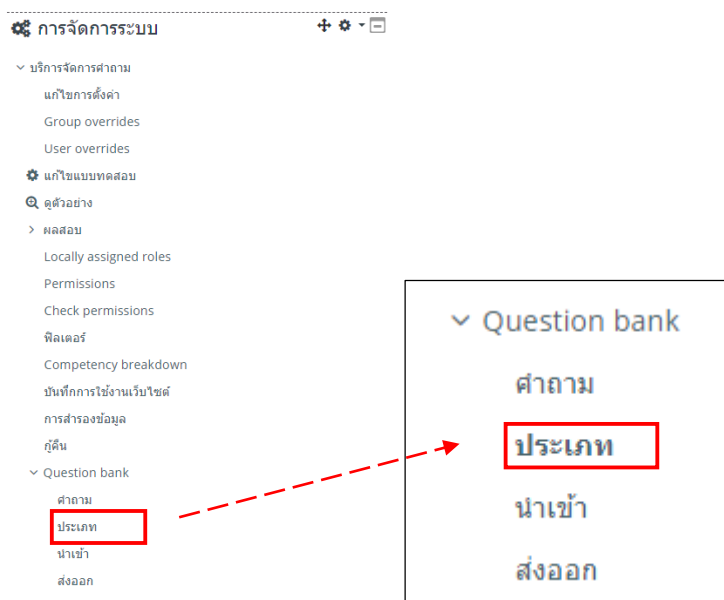 การจัดการระบบ
บริการจัดการคำถาม
แก้ไขการตั้งค่า
Group overrides
User overrides
แก้ไขแบบทดสอบ
ดูตัวอย่าง
ผลสอบ
Locally assigned roles
Permissions
Check permissions
ฟิลเตอร์
Competency breakdown
บันทึกการใช้งานเว็บไซต์
การสำรองข้อมูล
กู้คืน
Question bank
คำถาม
ประเภท
นำเข้า
ส่งออก
Question bank
คำถาม
ประเภท
นำเข้า
ส่งออก